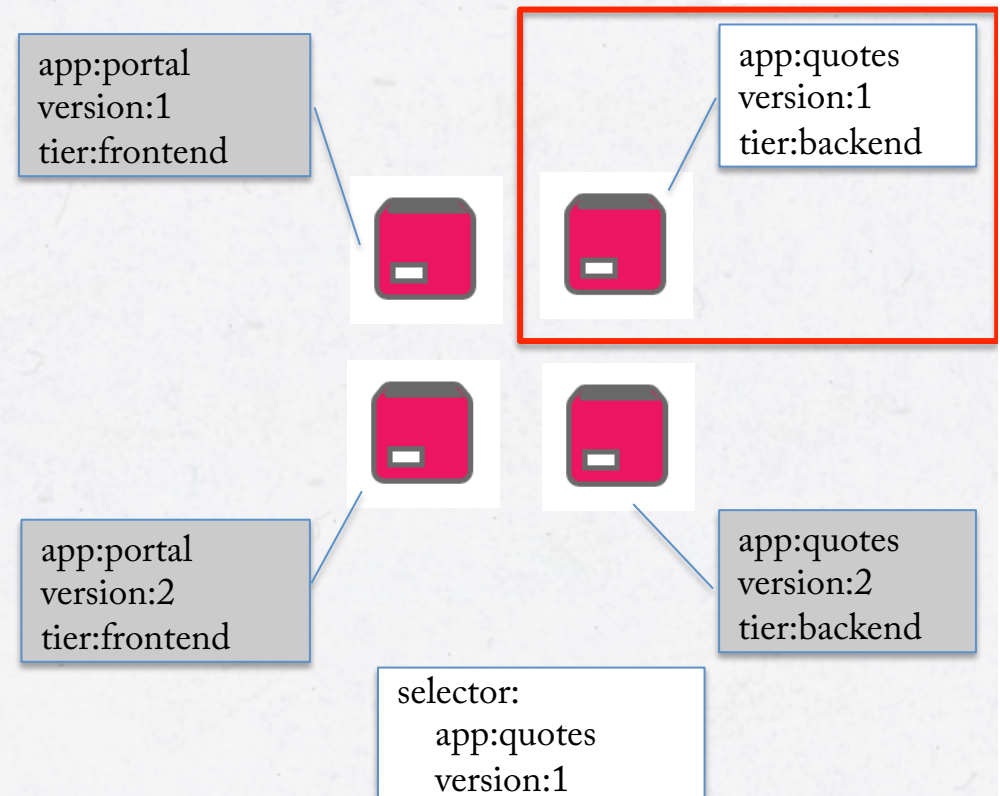 app:portal
version:1
tier:frontend
app:quotes
version:1
tier:backend
app:portal
version:2
tier:frontend
app:quotes
version:2
tier:backend
selector:
app:quotes
version:1